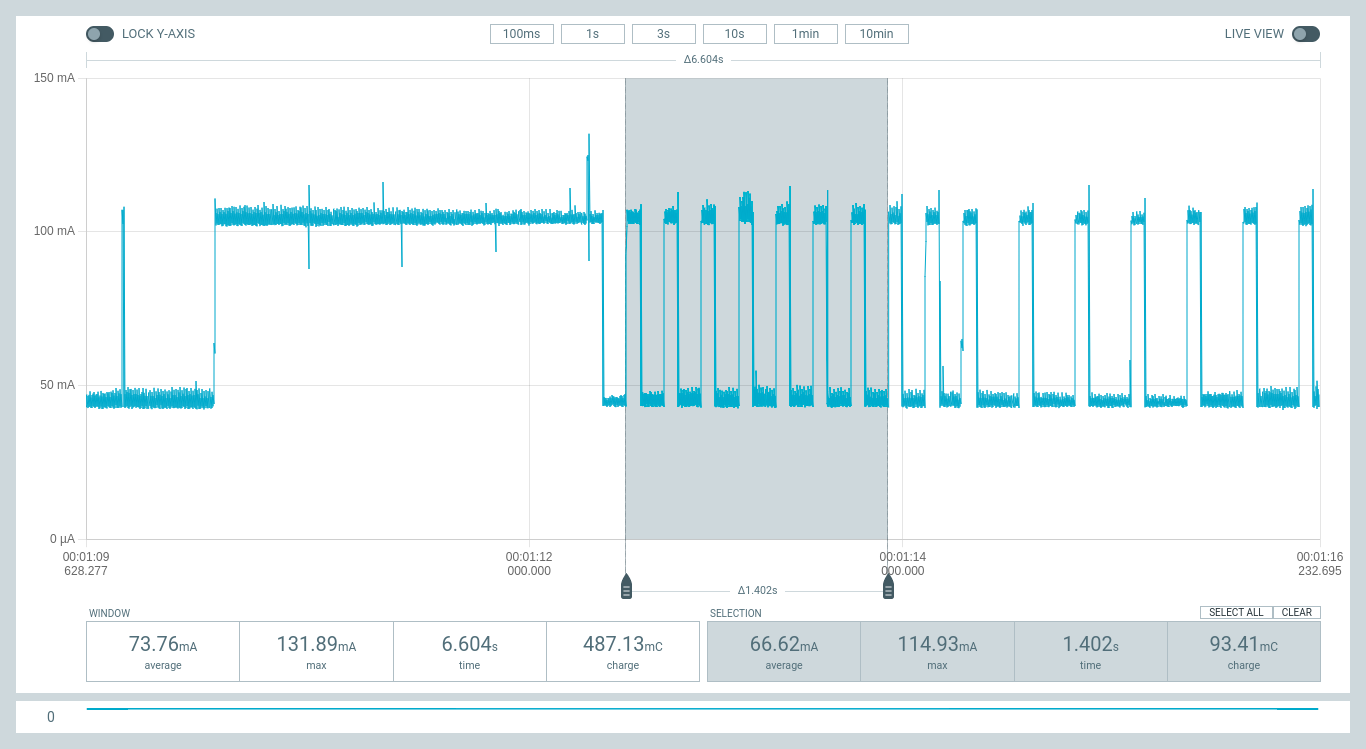 LOCK Y-AXIS 100ms 1s 3s 10s 1min 10min LIVE VIEW
Δ6.604s
150 mA
100 mA
50 mA
0 µA
00:01:09 00:01:12 00:01:14 00:01:16
628.277 000.000 000.000 232.695
Δ1.402s
WINDOW SELECTION SELECT ALL CLEAR
73.76mA 131.89mA 6.604s 487.13mC 66.62mA 114.93mA 1.402s 93.41mC
average max time charge average max time charge
0